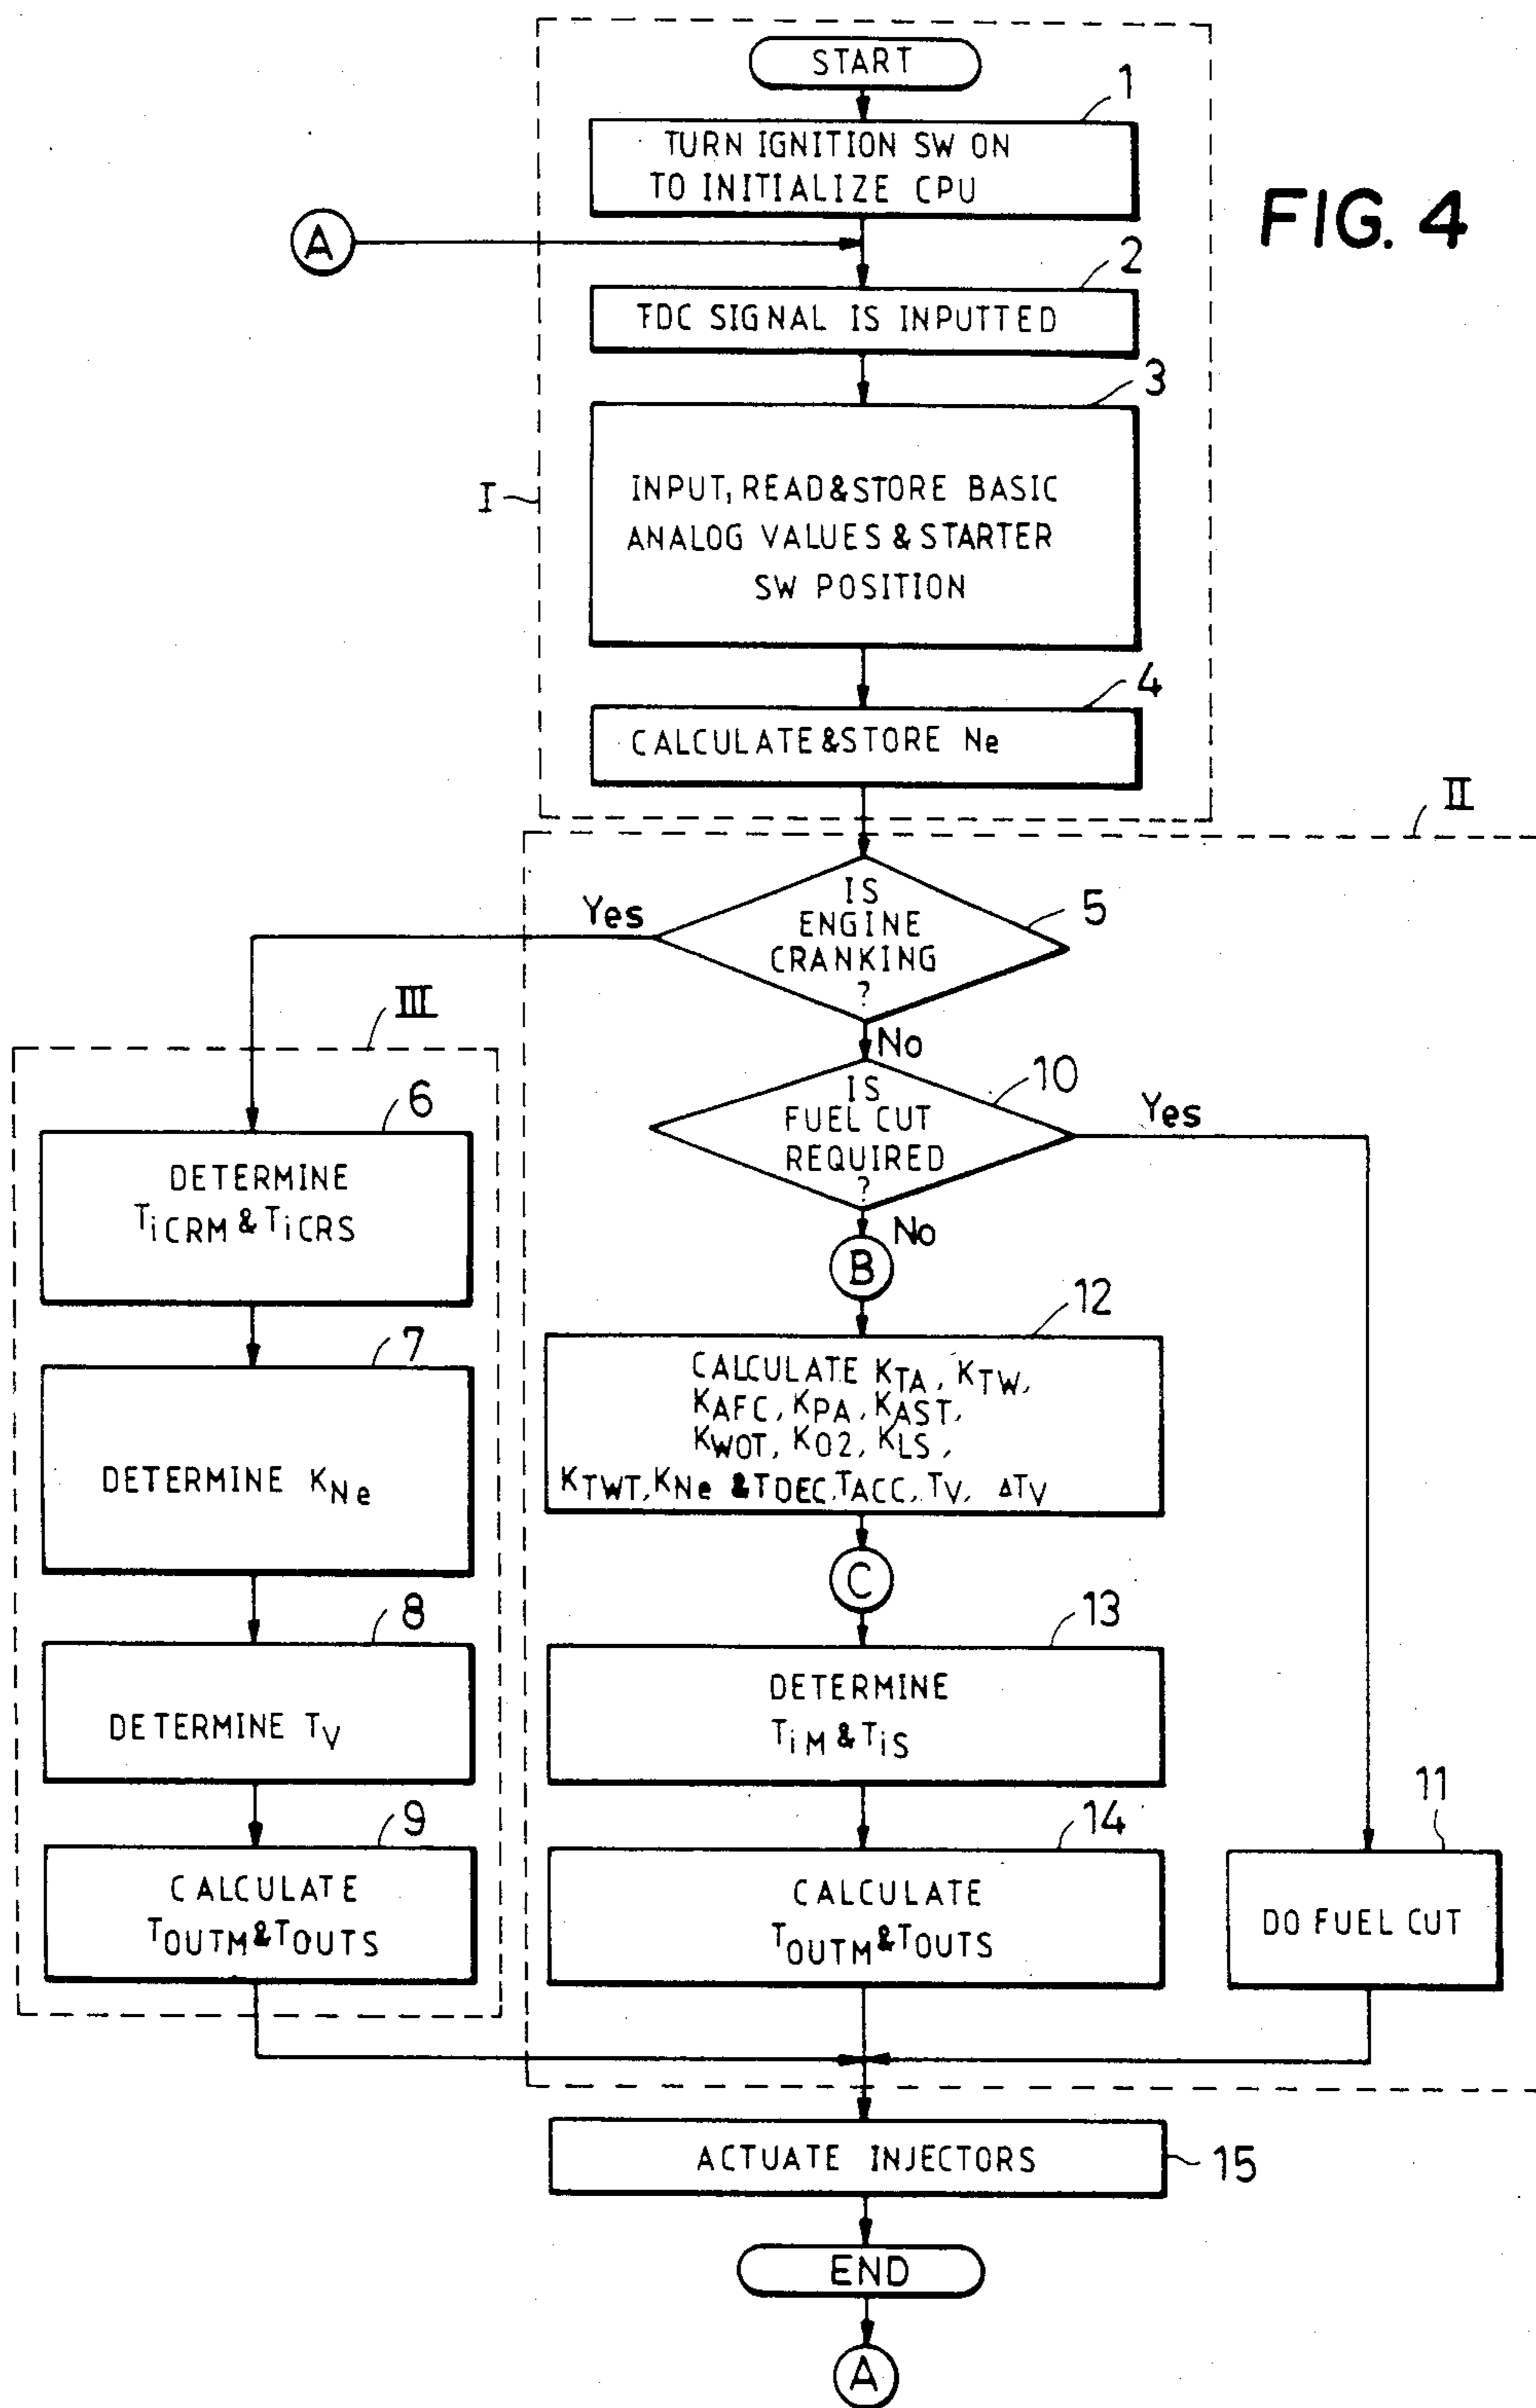 START
1
TURN IGNITION SW ON
TO INITIALIZE CPU
FIG. 4
A
2
TDC SIGNAL IS INPUTTED
3
I
INPUT, READ&STORE BASIC
ANALOG VALUES & STARTER
SW POSITION
4
CALCULATE&STORE Ne
II
5
IS
ENGINE
CRANKING
?
Yes
No
III
10
IS
FUEL CUT
REQUIRED
?
Yes
No
B
6
DETERMINE
TiCRM & TiCRS
7
DETERMINE KNe
8
DETERMINE TV
9
CALCULATE
TOUTM&TOUTS
12
CALCULATE KTA, KTW,
KAFC, KPA, KAST,
KWOT, KO2, KLS,
KTWT, KNe & TDEC, TACC, TV, ΔTV
C
13
DETERMINE
TiM & TiS
14
CALCULATE
TOUTM&TOUTS
11
DO FUEL CUT
ACTUATE INJECTORS
15
END
A